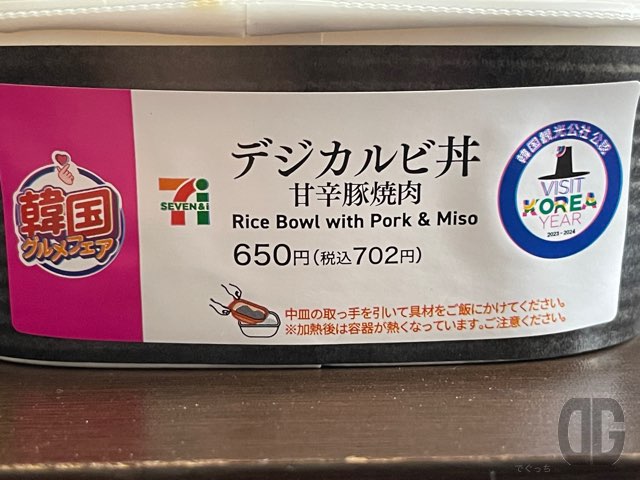 韓国
グルメフェア
7i
SEVEN&i
デジカルビ丼
甘辛豚焼肉
Rice Bowl with Pork & Miso
650円(税込702円)
中皿の取っ手を引いて具材をご飯にかけてください。
※加熱後は容器が熱くなっています。ご注意ください。
韓国観光公社公認
VISIT
KOREA
YEAR
2023-2024
DG
でぐっち